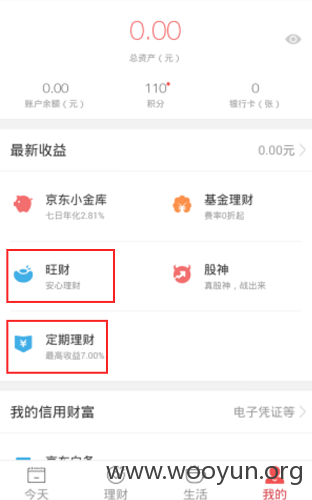 0.00
总资产（元）
0.00 110 0
账户余额（元） 积分 银行卡（张）
最新收益 0.00元
京东小金库 基金理财
七日年化2.81% 费率0折起
旺财 股神
安心理财 真股神，战出来
定期理财
最高收益7.00%
我的信用财富 电子凭证等
京东白条
www.wooyun.org
今天 理财 生活 我的